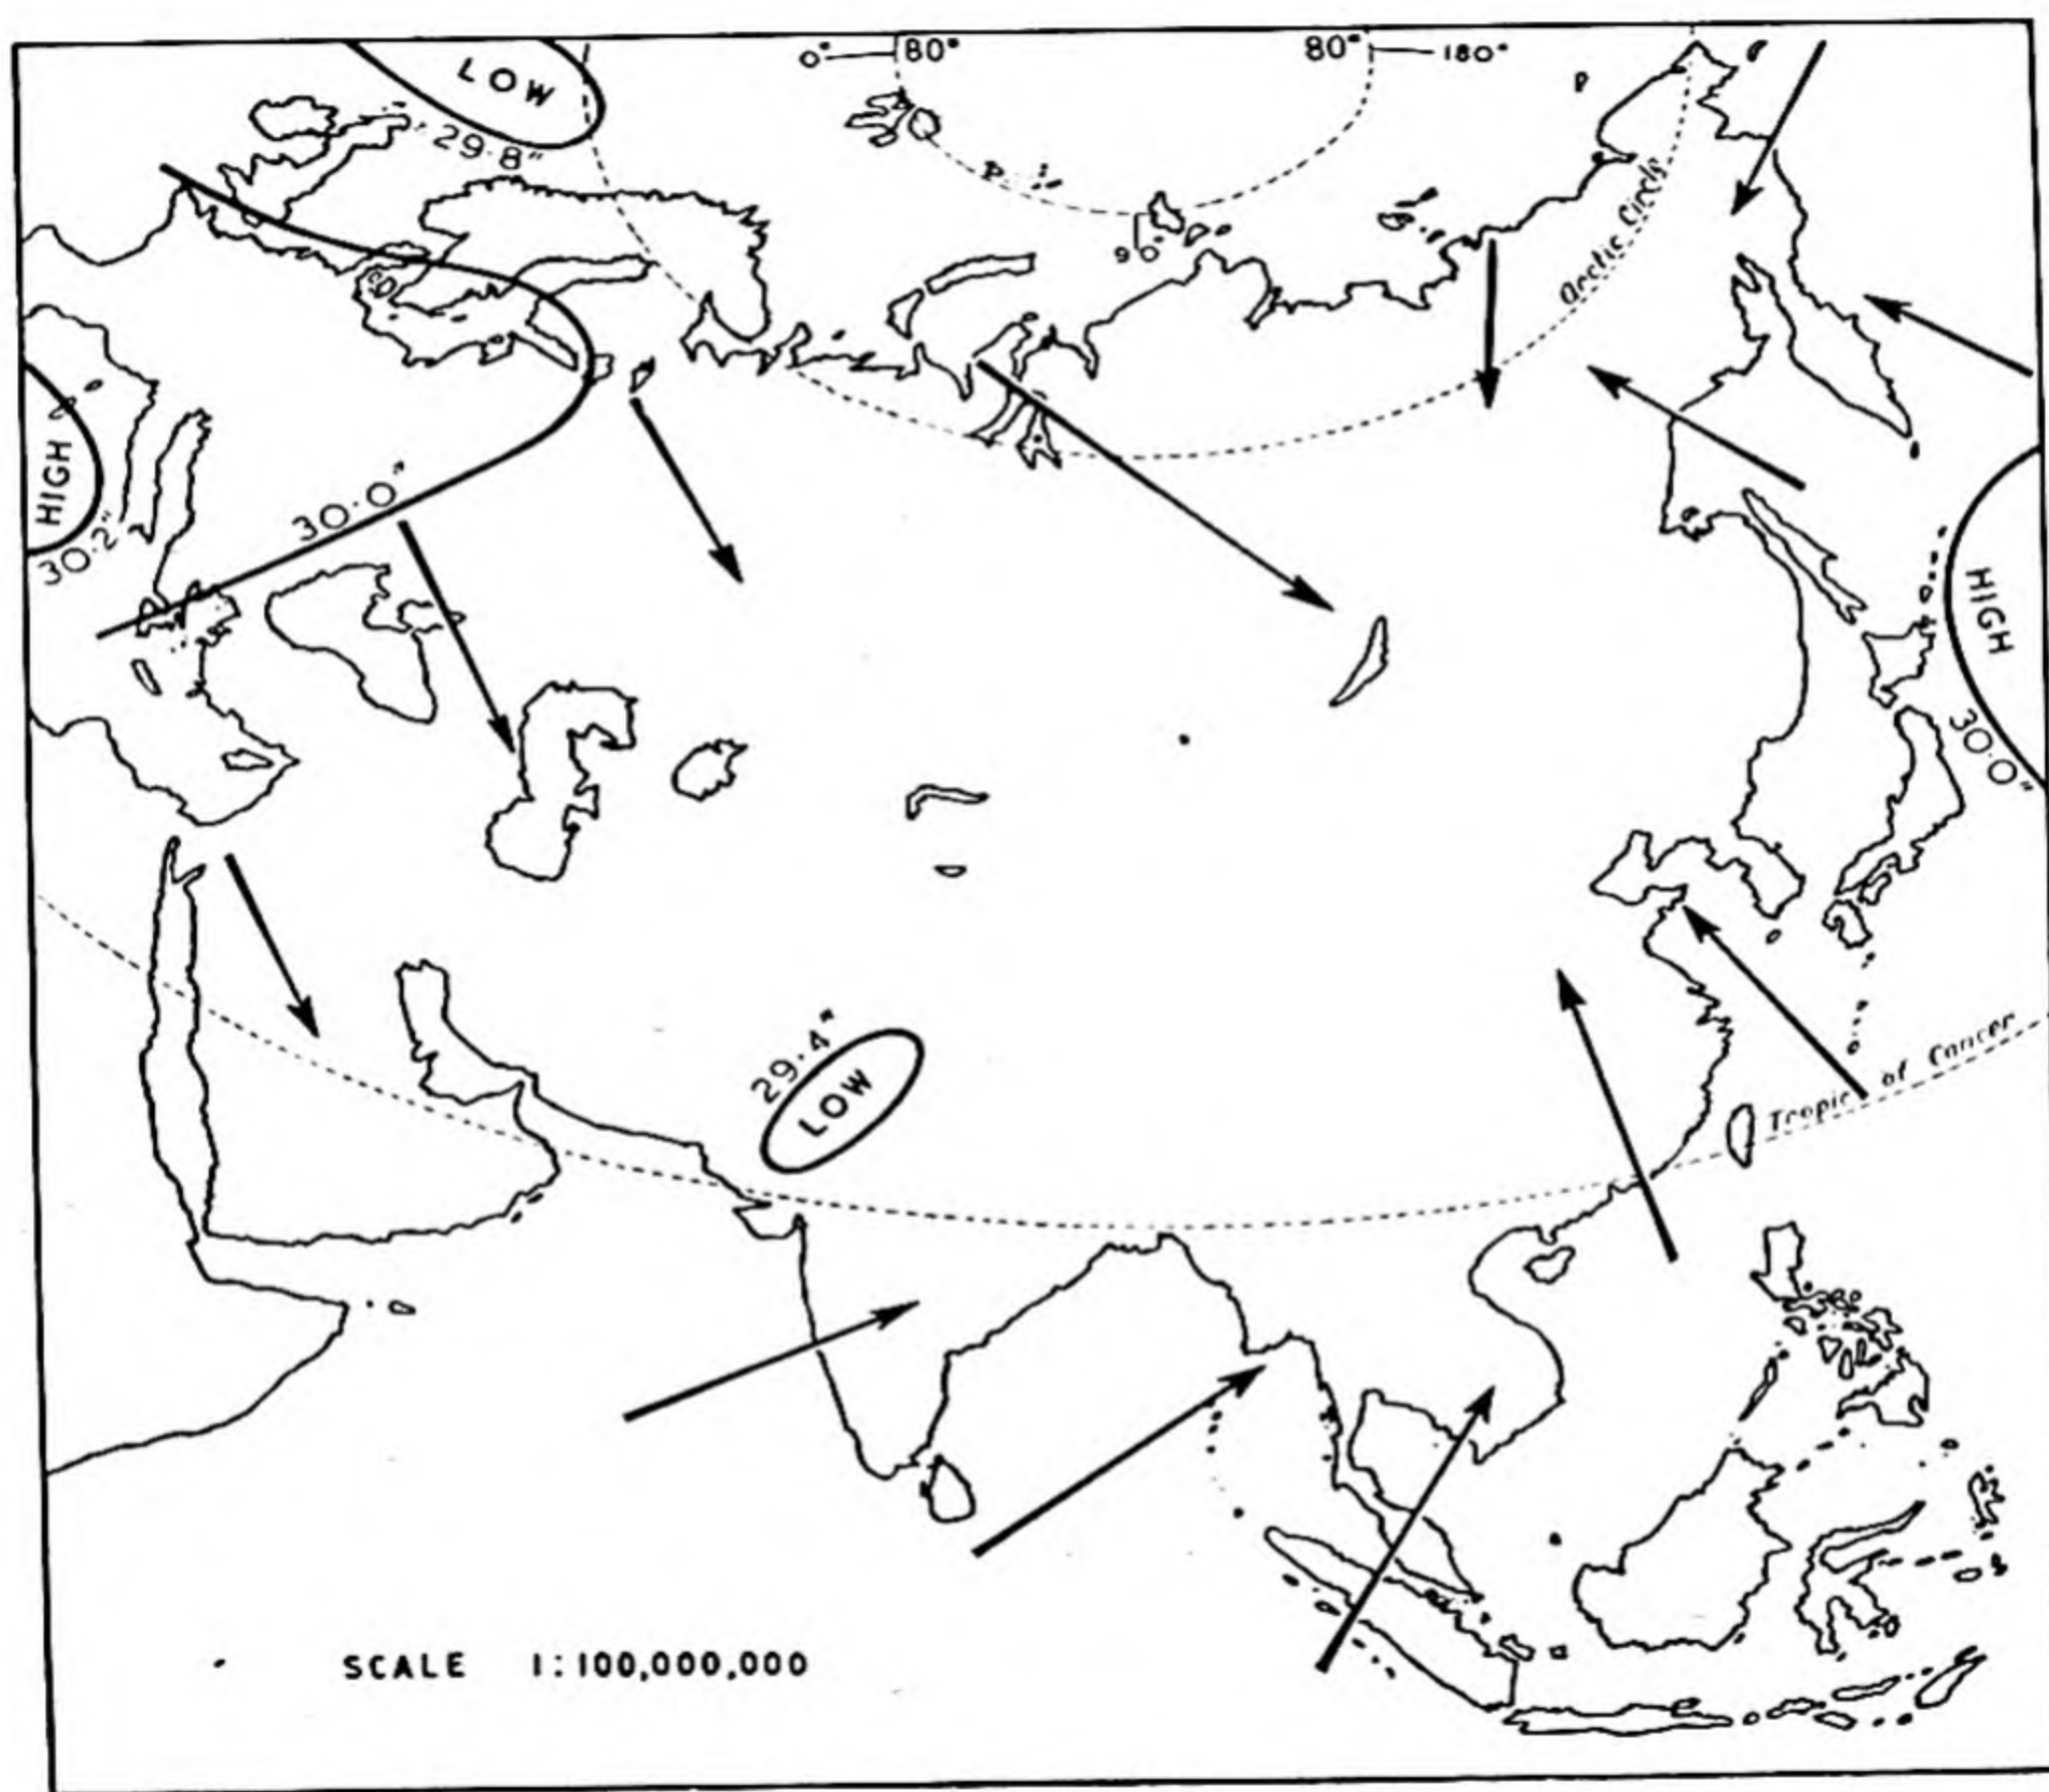 LOW
0° 80°
80° 180°
29·8"
90°
Arctic Circle
HIGH
30·2"
30·0"
HIGH
30·0"
29·4"
LOW
Tropic of Cancer
SCALE 1:100,000,000